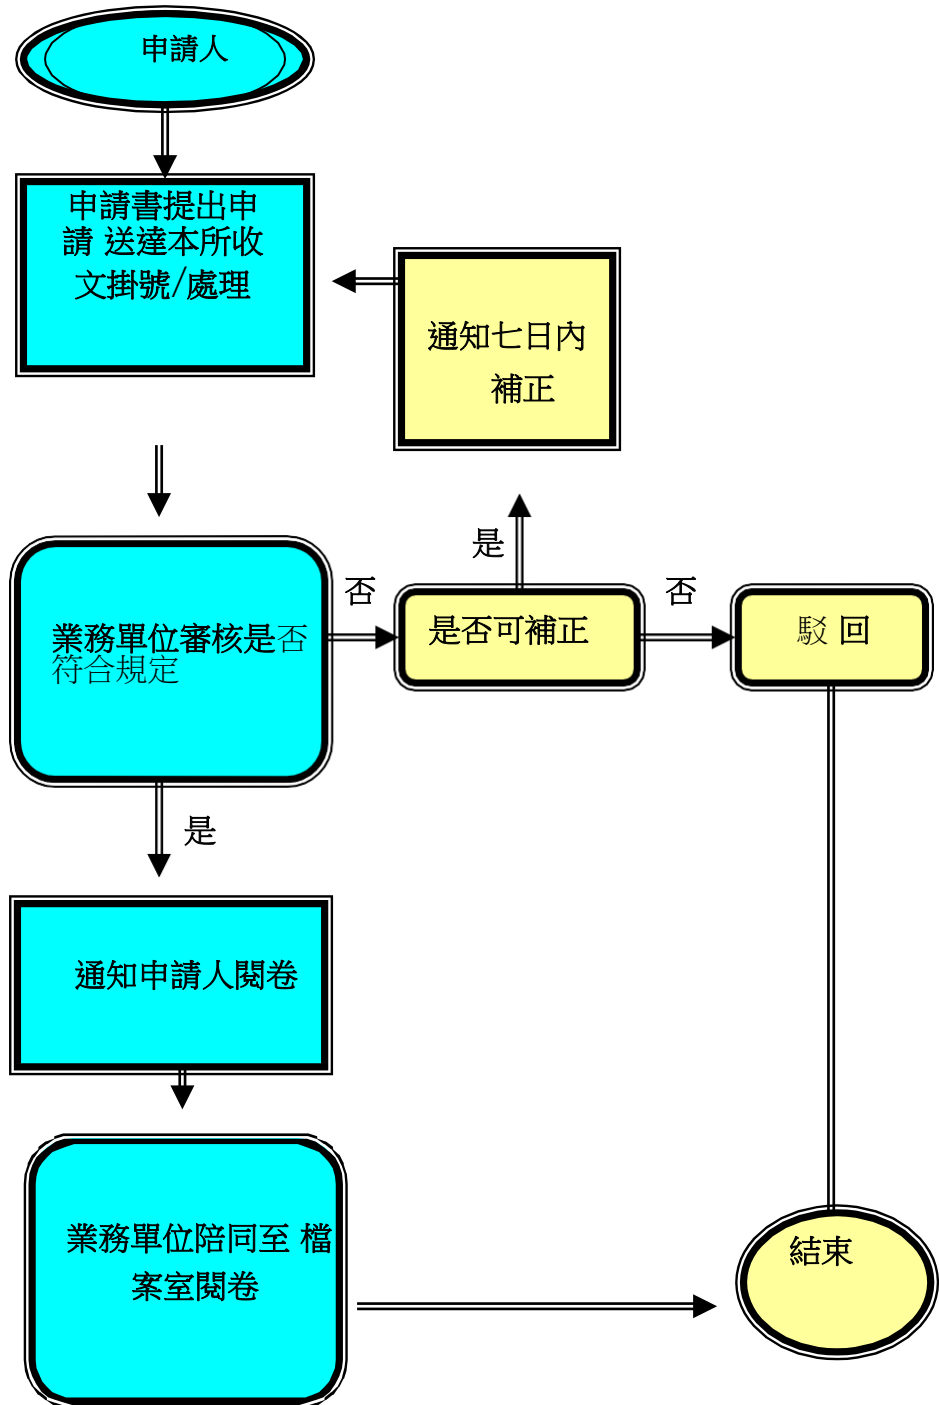 申請人
申請書提出申
請 送達本所收
文掛號/處理
通知七日內
補正
是
否
否
業務單位審核是否
符合規定
是否可補正
駁 回
是
通知申請人閱卷
業務單位陪同至 檔
案室閱卷
結束